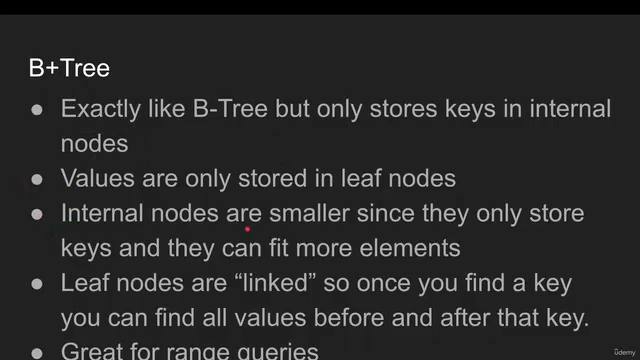 B+Tree
● Exactly like B-Tree but only stores keys in internal
nodes
● Values are only stored in leaf nodes
● Internal nodes are smaller since they only store
keys and they can fit more elements
● Leaf nodes are “linked” so once you find a key
you can find all values before and after that key.
● Great for range queries
ûdemy